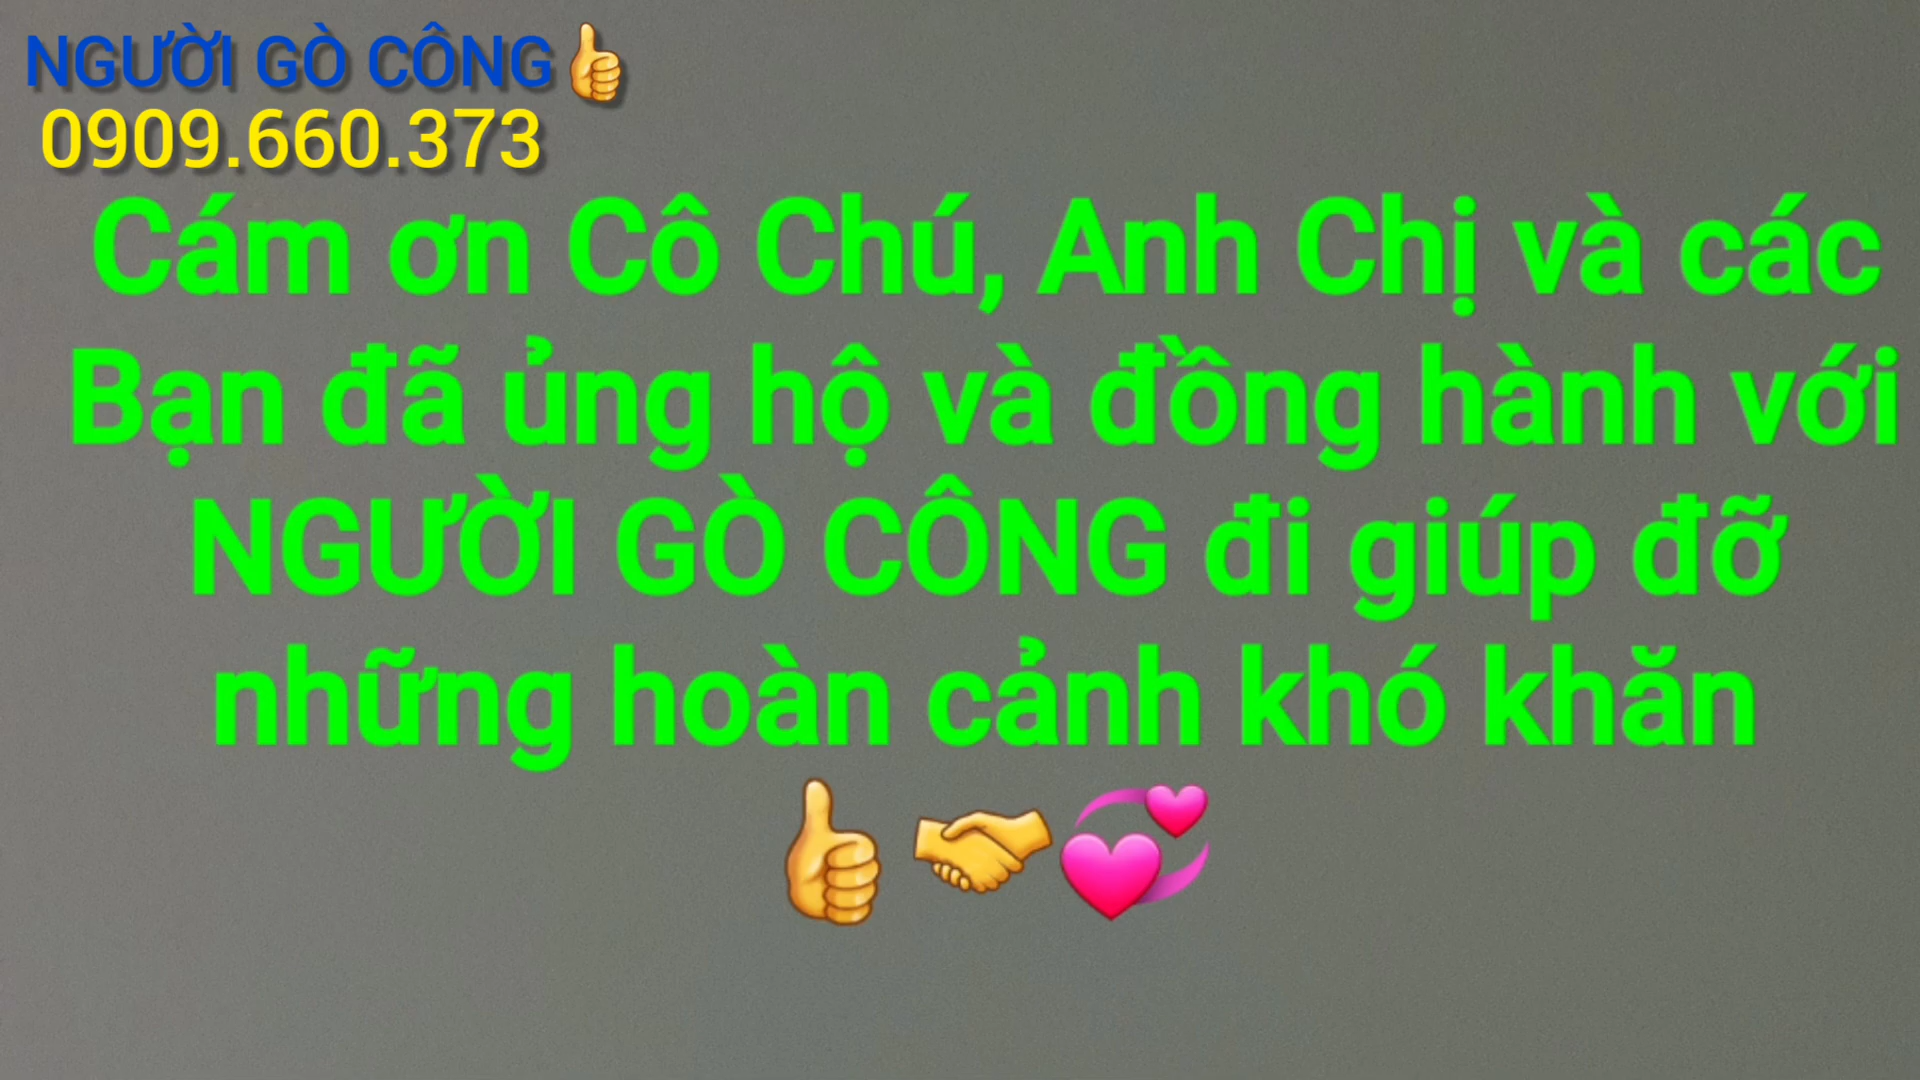 NGƯỜI GÒ CÔNG👍
0909.660.373
Cám ơn Cô Chú, Anh Chị và các
Bạn đã ủng hộ và đồng hành với
NGƯỜI GÒ CÔNG đi giúp đỡ
những hoàn cảnh khó khăn
👍🤝💞